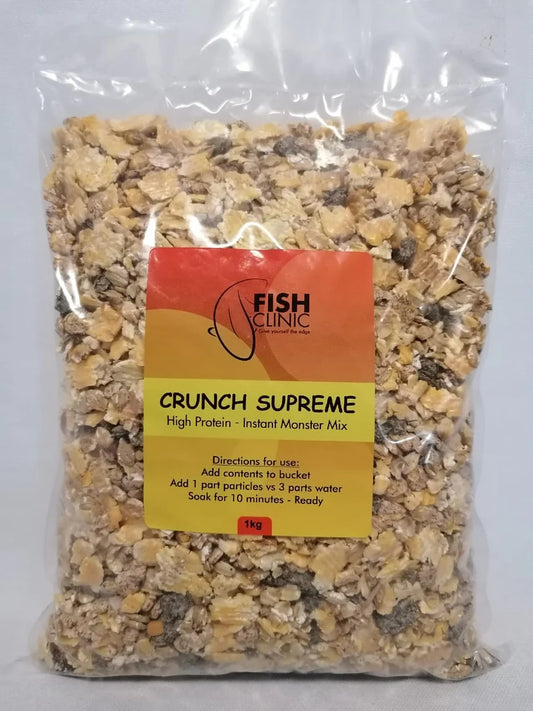 FISH
CLINIC
Give yourself the edge
CRUNCH SUPREME
High Protein - Instant Monster Mix
Directions for use:
Add contents to bucket
Add 1 part particles vs 3 parts water
Soak for 10 minutes - Ready
1kg